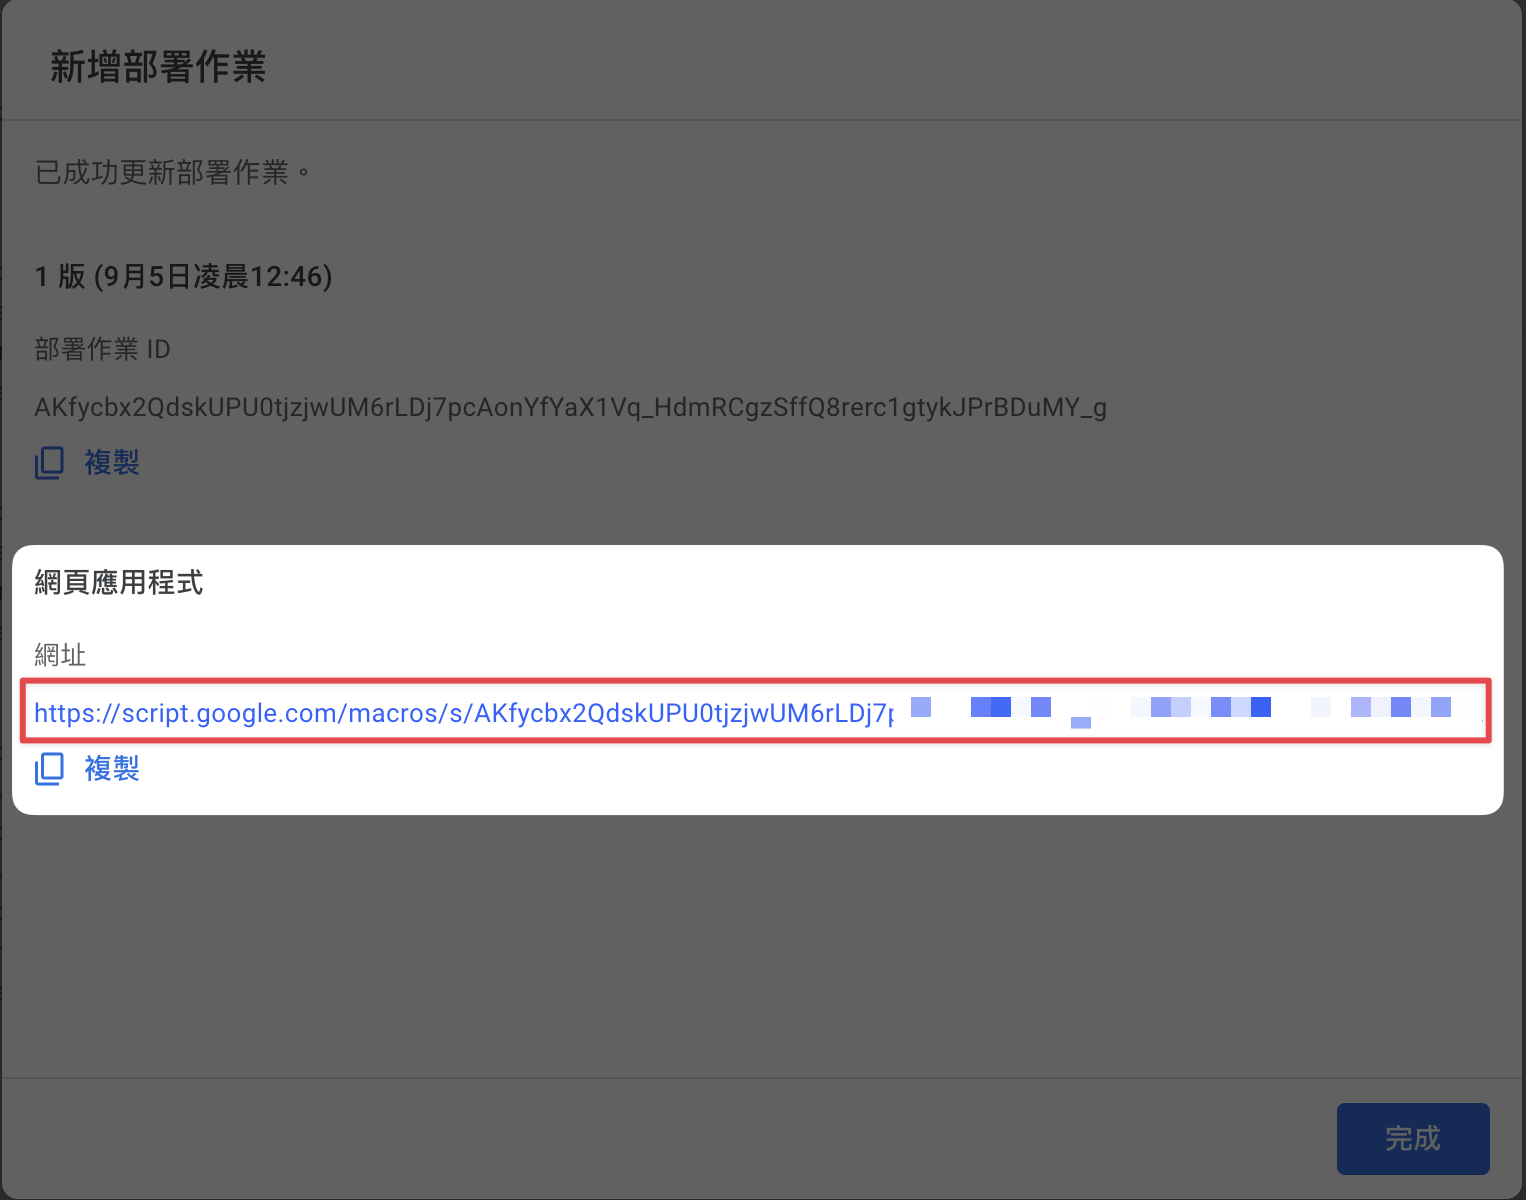 新增部署作業
已成功更新部署作業。
1 版 (9月5日凌晨12:46)
部署作業 ID
AKfycbx2QdskUPU0tjzjwUM6rLDj7pcAonYfYaX1Vq_HdmRCgzSffQ8rerc1gtykJPrBDuMY_g
複製
網頁應用程式
網址
https://script.google.com/macros/s/AKfycbx2QdskUPU0tjzjwUM6rLDj7p
複製
完成